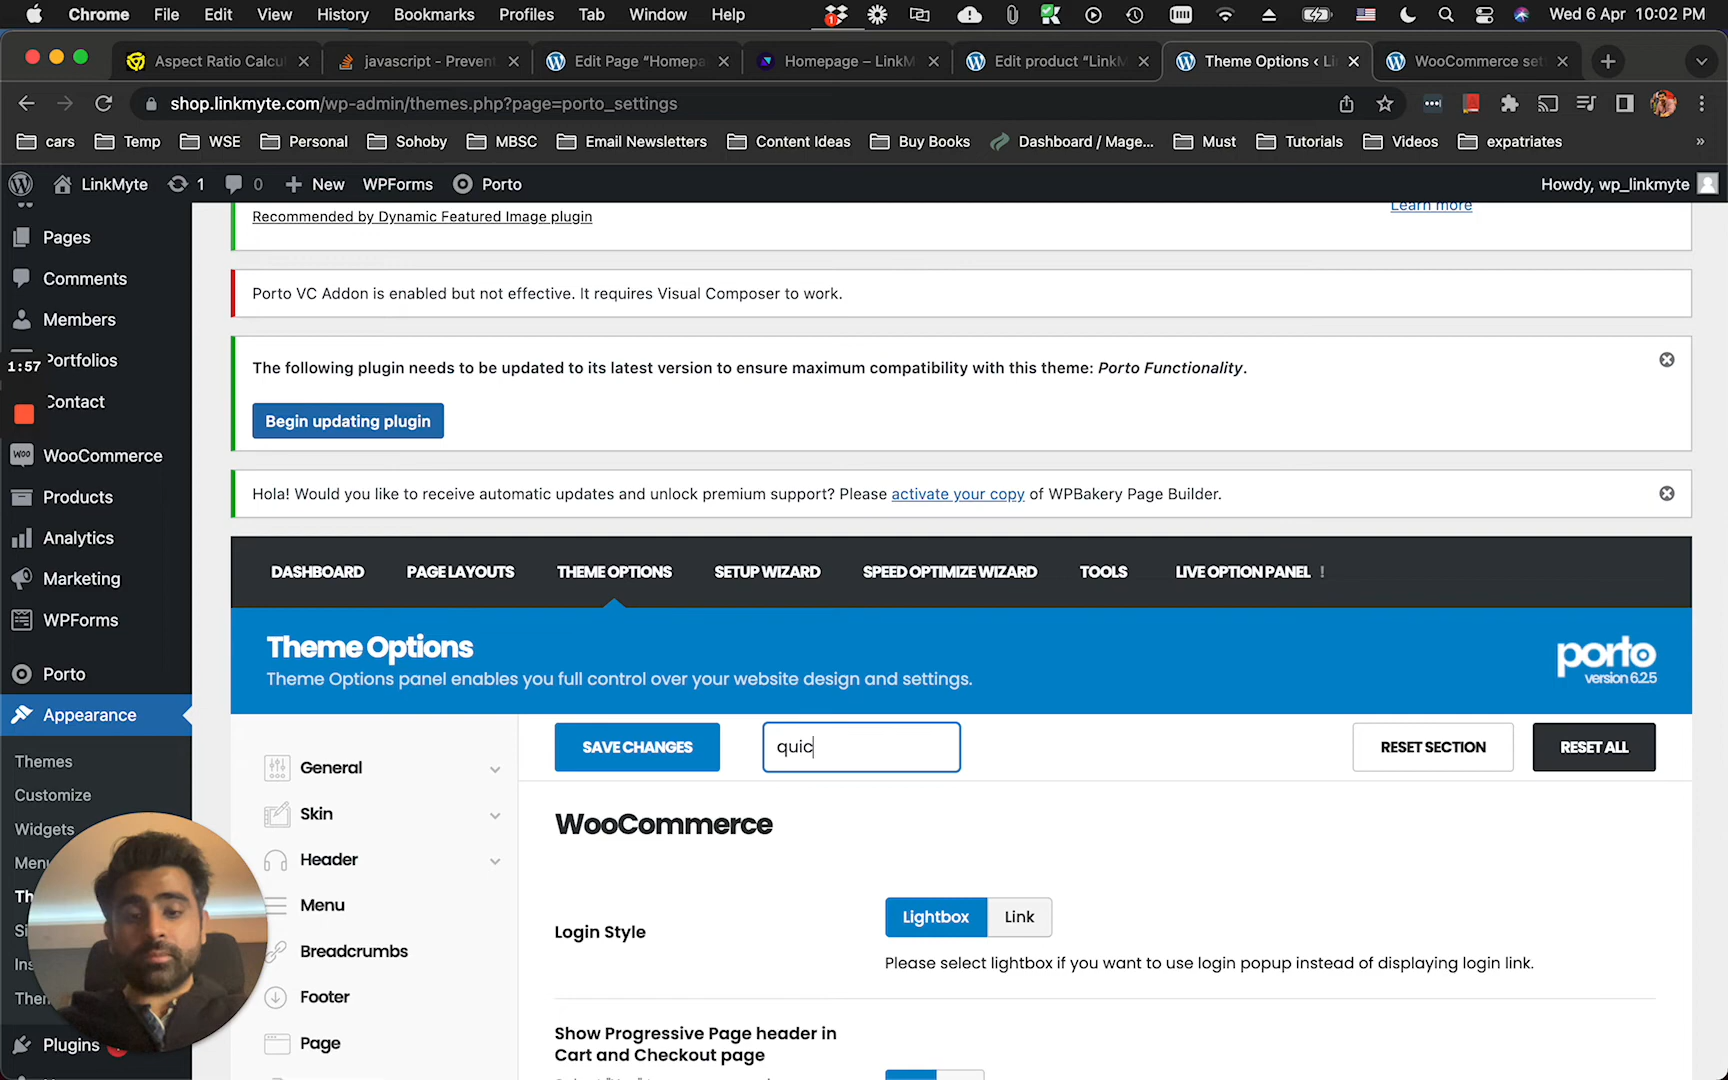 Chrome File Edit View History Bookmarks Profiles Tab Window Help 1 Wed 6 Apr 10:02 PM
Aspect Ratio Calcu javascript - Prevent Edit Page "Homepa Homepage – LinkM Edit product "LinkM Theme Options ‹ Li WooCommerce set
shop.linkmyte.com/wp-admin/themes.php?page=porto_settings
cars Temp WSE Personal Sohoby MBSC Email Newsletters Content Ideas Buy Books Dashboard / Mage... Must Tutorials Videos expatriates »
LinkMyte 1 0 New WPForms Porto Howdy, wp_linkmyte
Recommended by Dynamic Featured Image plugin Learn more
Pages
Comments
Porto VC Addon is enabled but not effective. It requires Visual Composer to work.
Members
Portfolios
1:57
The following plugin needs to be updated to its latest version to ensure maximum compatibility with this theme: Porto Functionality.
Contact
Begin updating plugin
WooCommerce
Products
Hola! Would you like to receive automatic updates and unlock premium support? Please activate your copy of WPBakery Page Builder.
Analytics
Marketing
WPForms
Porto
Appearance
Themes
Customize
Widgets
Menu
Th
Si
Ins
Then
Plugins
DASHBOARD PAGE LAYOUTS THEME OPTIONS SETUP WIZARD SPEED OPTIMIZE WIZARD TOOLS LIVE OPTION PANEL !
Theme Options
Theme Options panel enables you full control over your website design and settings.
porto
version 6.2.5
SAVE CHANGES quic RESET SECTION RESET ALL
General
Skin
Header
Menu
Breadcrumbs
Footer
Page
WooCommerce
Login Style Lightbox Link
Please select lightbox if you want to use login popup instead of displaying login link.
Show Progressive Page header in
Cart and Checkout page